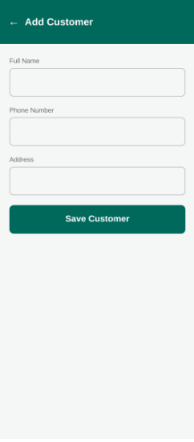 ← Add Customer
Full Name
Phone Number
Address
Save Customer